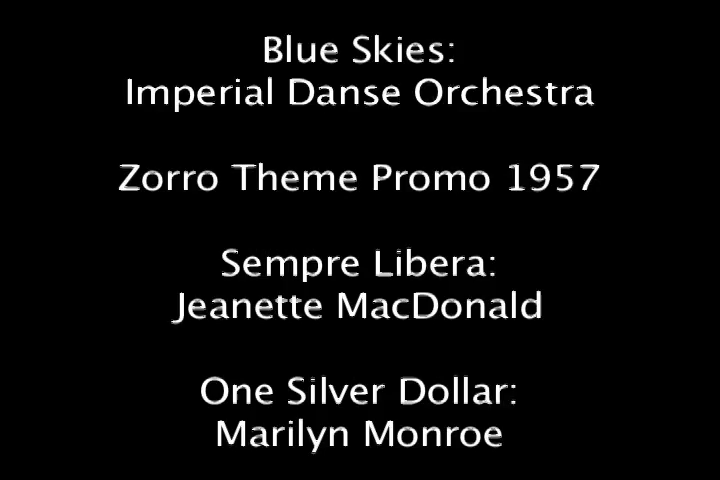 Blue Skies:
Imperial Danse Orchestra
Zorro Theme Promo 1957
Sempre Libera:
Jeanette MacDonald
One Silver Dollar:
Marilyn Monroe